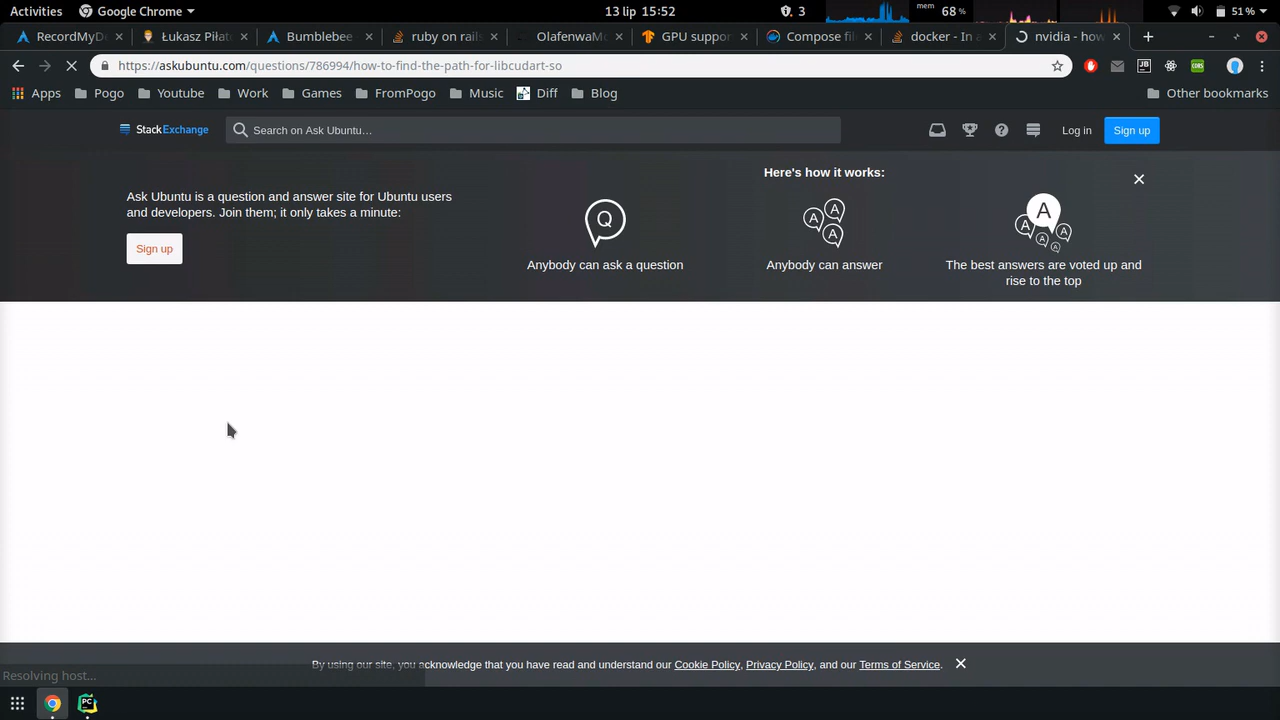 Activities Google Chrome 13 lip 15:52 3 mem 68 % 51 %
RecordMyD Łukasz Pilat Bumblebee ruby on rails OlafenwaMo GPU suppor Compose fil docker - In a nvidia - how
https://askubuntu.com/questions/786994/how-to-find-the-path-for-libcudart-so JB CORS
Apps Pogo Youtube Work Games FromPogo Music Diff Blog Other bookmarks
StackExchange Search on Ask Ubuntu... Log in Sign up
Here's how it works:
Ask Ubuntu is a question and answer site for Ubuntu users
and developers. Join them; it only takes a minute:
Sign up
Q A A A A A A A A
Anybody can ask a question Anybody can answer The best answers are voted up and
rise to the top
By using our site, you acknowledge that you have read and understand our Cookie Policy, Privacy Policy, and our Terms of Service.
Resolving host...
PC